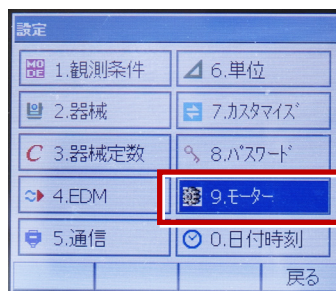 設定
MODE 1.観測条件
6.単位
2.器械
7.ｶｽﾀﾏｲｽﾞ
C 3.器械定数
8.ﾊﾟｽﾜｰﾄﾞ
4.EDM
9.ﾓｰﾀｰ
5.通信
0.日付時刻
戻る